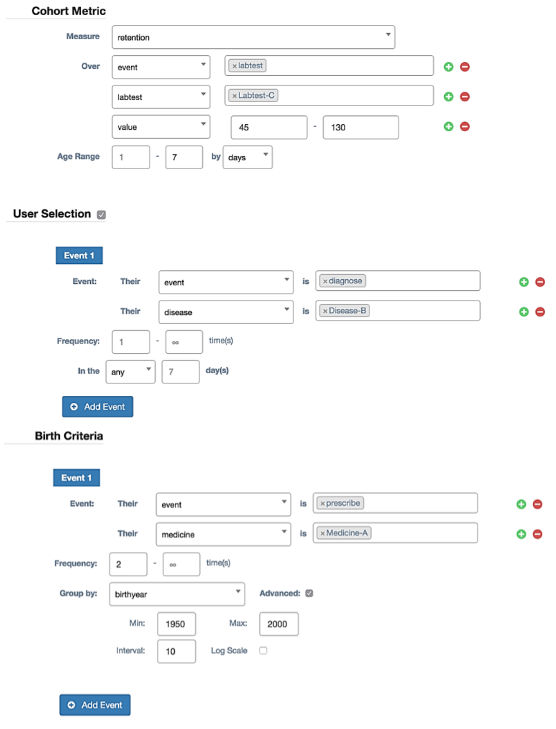 Cohort Metric
Measure retention
Over event × labtest
labtest × Labtest-C
value 45 - 130
Age Range 1 - 7 by days
User Selection
Event 1
Event: Their event is × diagnose
Their disease is × Disease-B
Frequency: 1 - ∞ time(s)
In the any 7 day(s)
Add Event
Birth Criteria
Event 1
Event: Their event is × prescribe
Their medicine is × Medicine-A
Frequency: 2 - ∞ time(s)
Group by: birthyear Advanced:
Min: 1950 Max: 2000
Interval: 10 Log Scale
Add Event